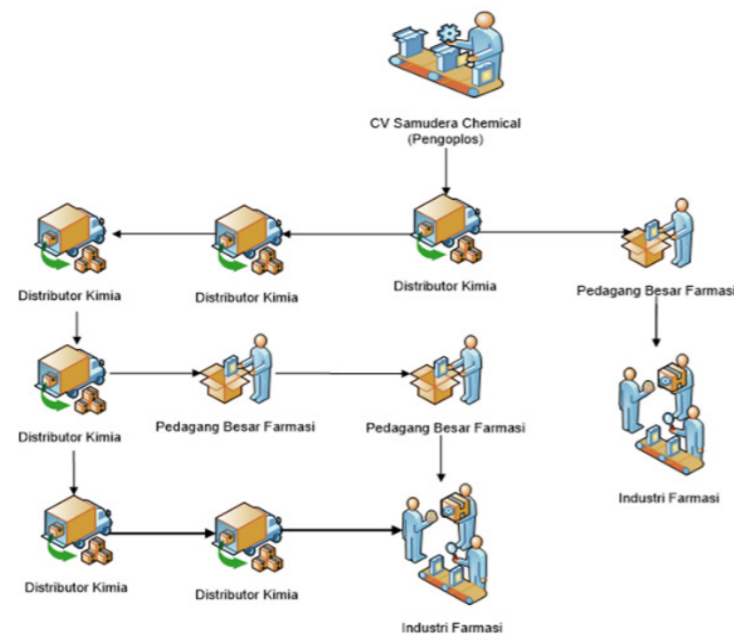 CV Samudera Chemical
(Pengoplos)
Distributor Kimia
Distributor Kimia
Distributor Kimia
Pedagang Besar Farmasi
Distributor Kimia
Pedagang Besar Farmasi
Pedagang Besar Farmasi
Industri Farmasi
Distributor Kimia
Distributor Kimia
Industri Farmasi